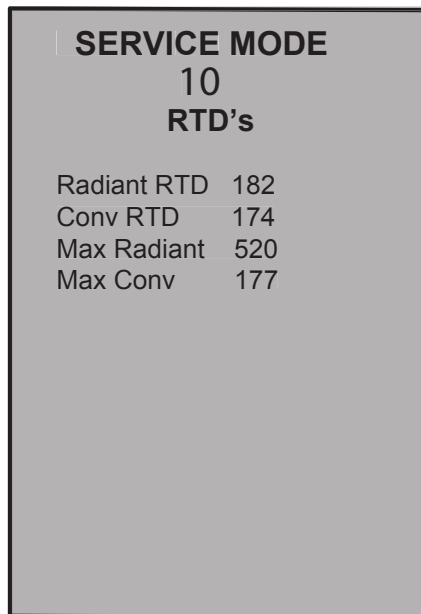 SERVICE MODE
10
RTD’s
Radiant RTD 182
Conv RTD 174
Max Radiant 520
Max Conv 177